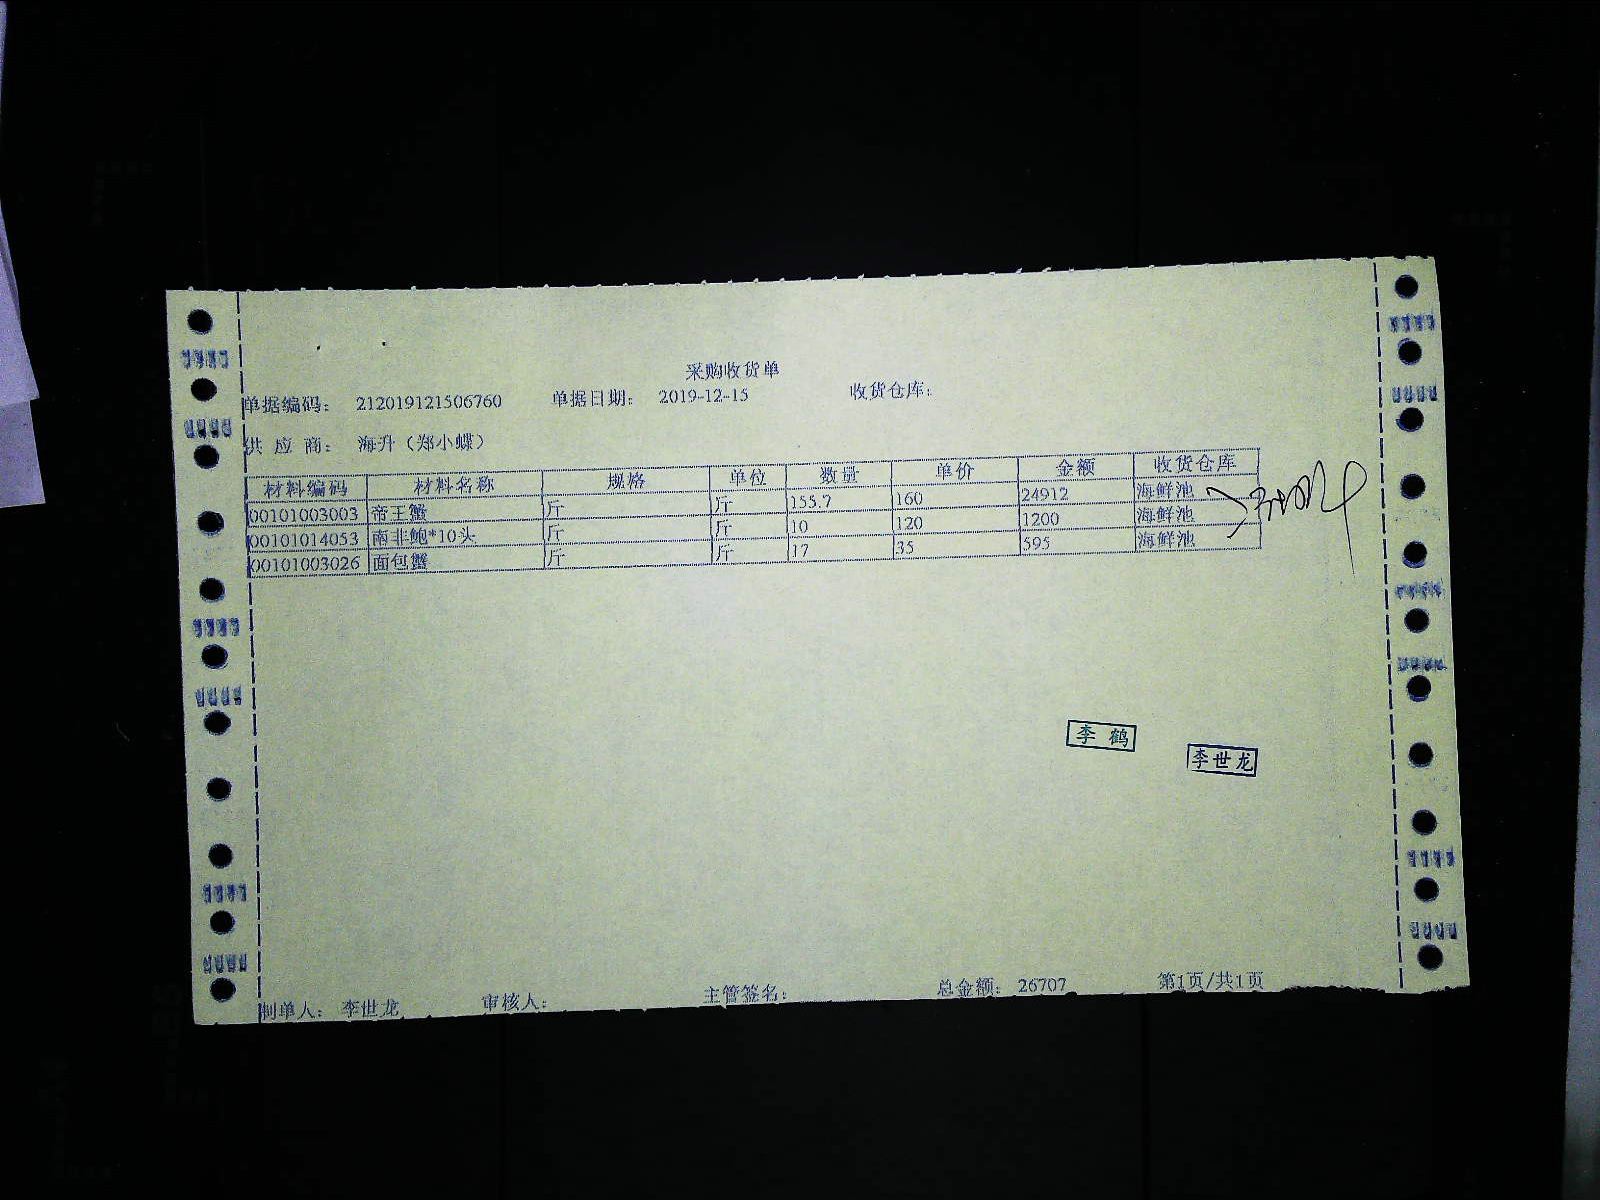 采购收货单
单据编码: 212019121506760 单据日期: 2019-12-15 收货仓库:
供应商: 海升（郑小蝶）
材料编码 材料名称 规格 单位 数量 单价 金额 收货仓库
00101003003 帝王蟹 斤 斤 155.7 160 24912 海鲜池
00101014053 南非鲍*10头 斤 斤 10 120 1200 海鲜池
00101003026 面包蟹 斤 斤 17 35 595 海鲜池
李鹤
李世龙
制单人: 李世龙 审核人: 主管签名: 总金额: 26707 第1页/共1页